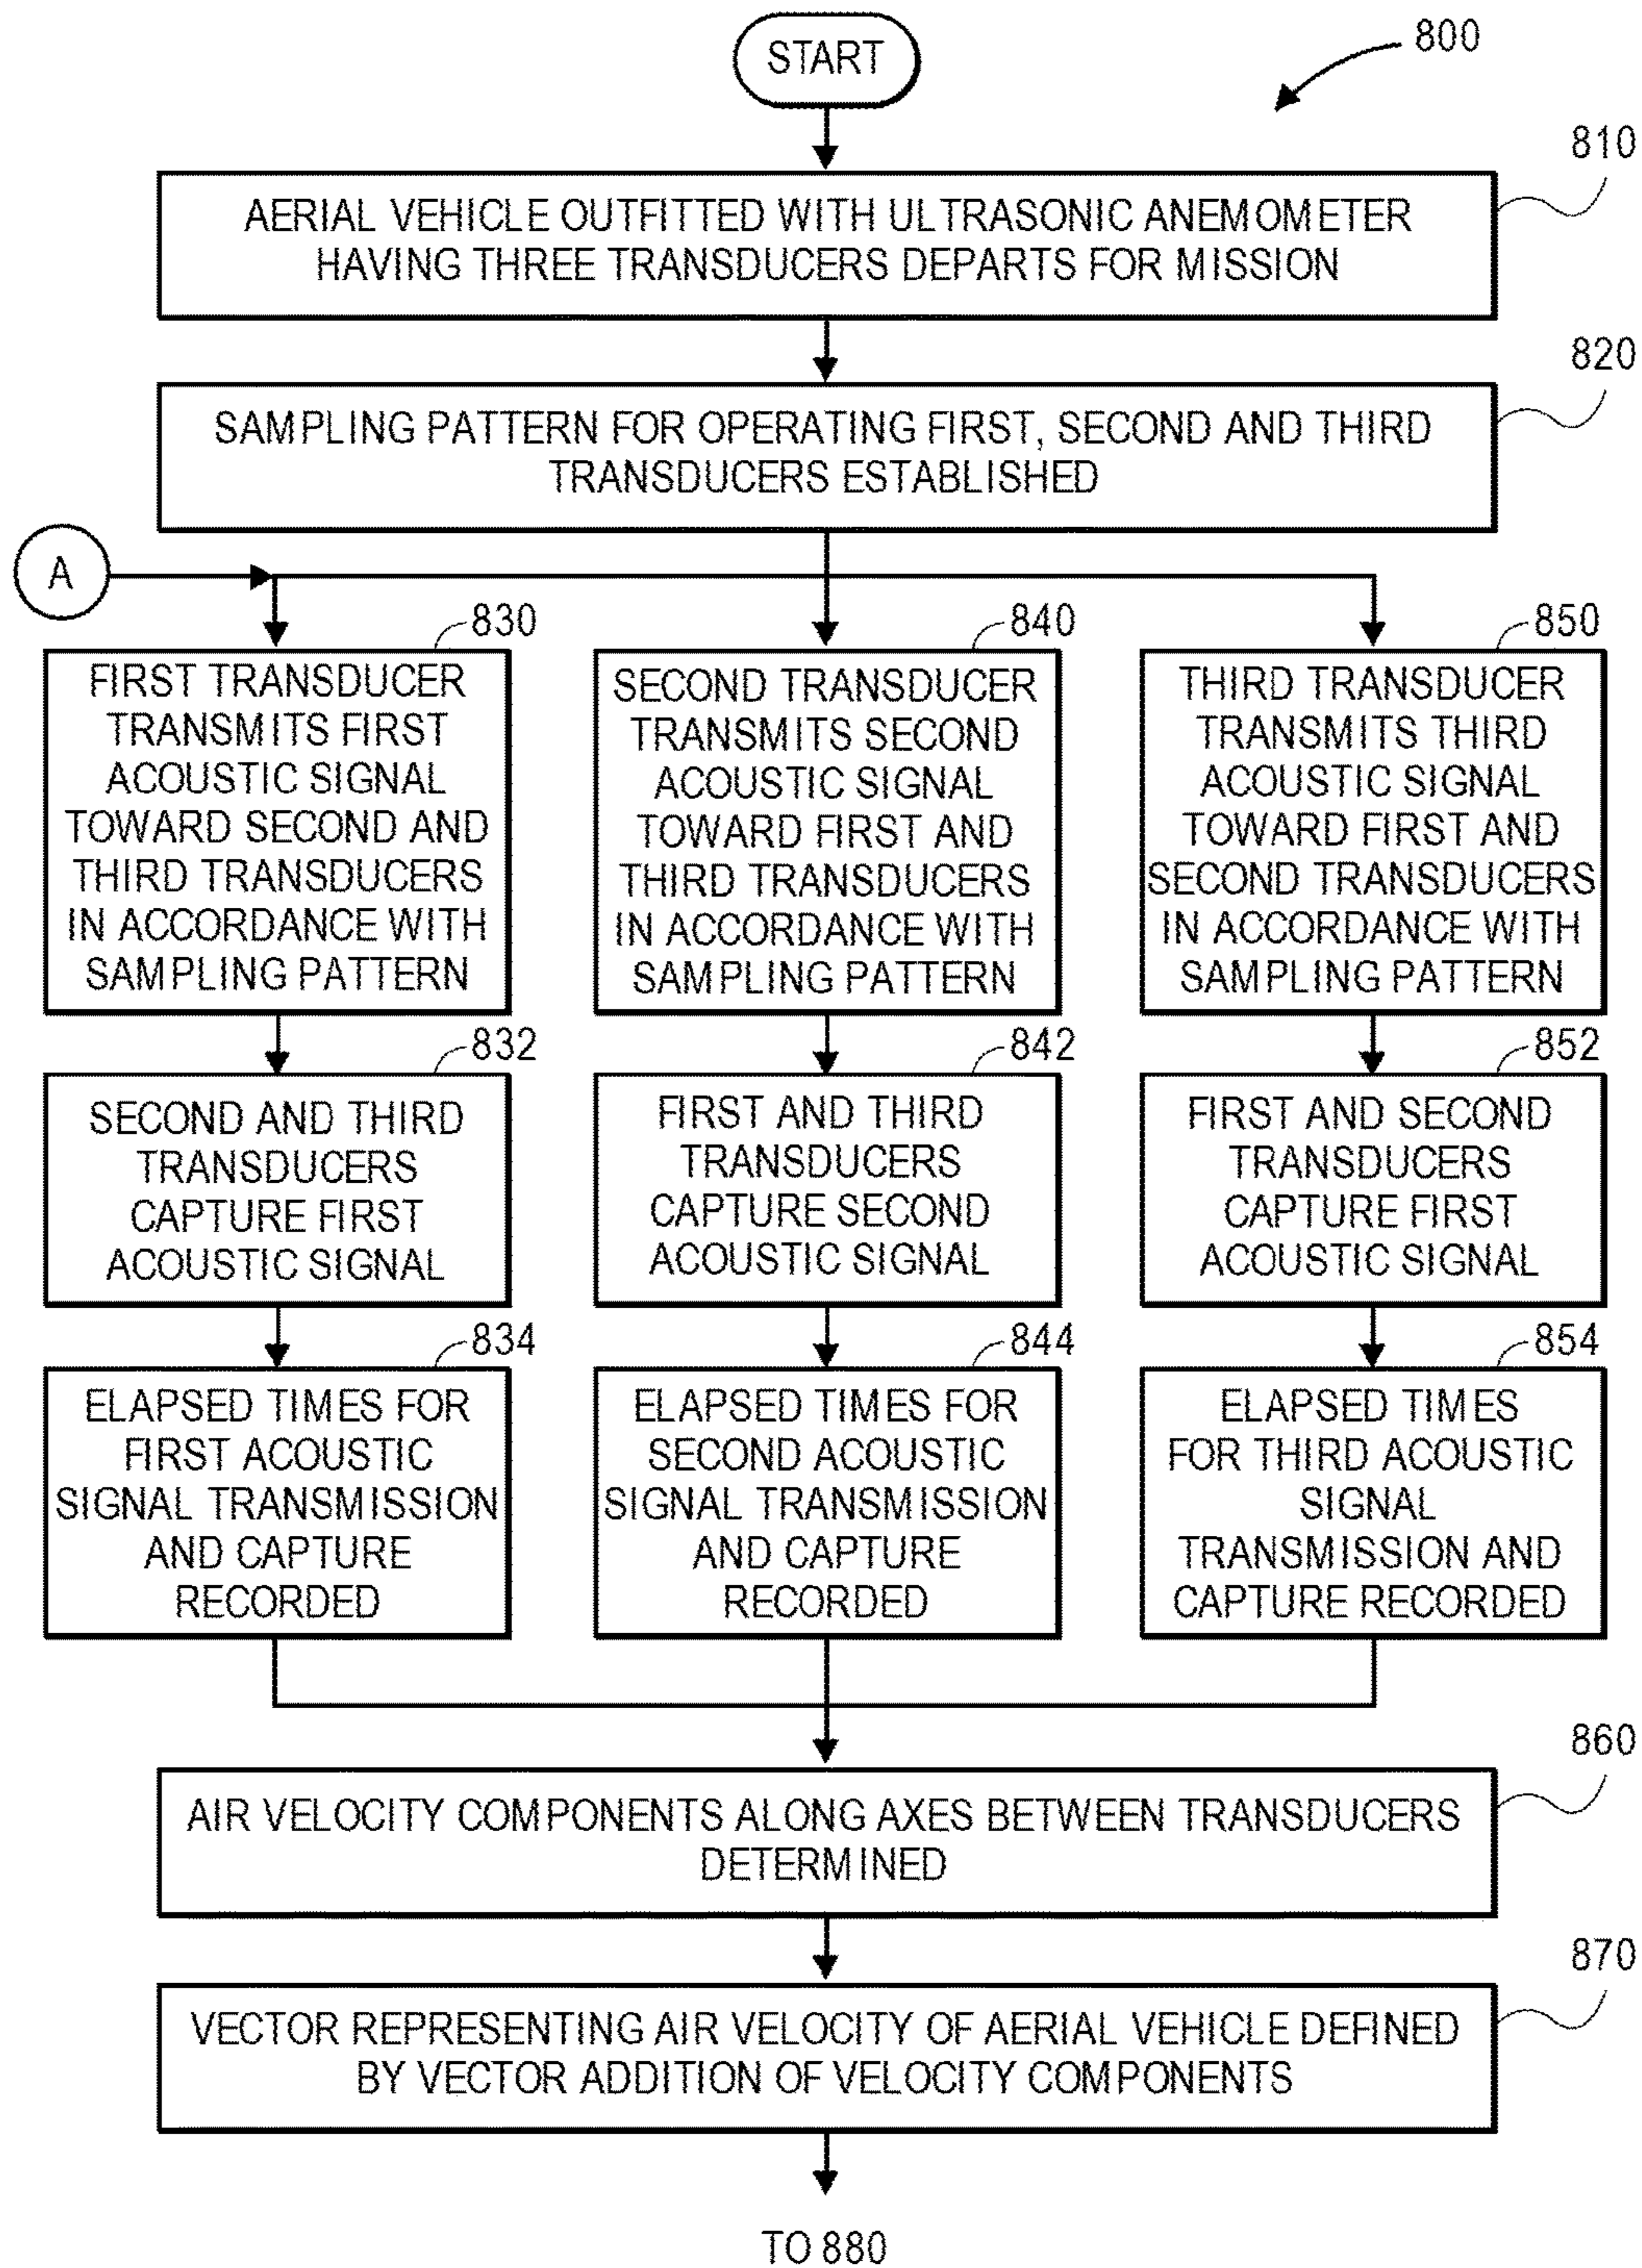 START
800
810
AERIAL VEHICLE OUTFITTED WITH ULTRASONIC ANEMOMETER
HAVING THREE TRANSDUCERS DEPARTS FOR MISSION
820
SAMPLING PATTERN FOR OPERATING FIRST, SECOND AND THIRD
TRANSDUCERS ESTABLISHED
A
830
FIRST TRANSDUCER
TRANSMITS FIRST
ACOUSTIC SIGNAL
TOWARD SECOND AND
THIRD TRANSDUCERS
IN ACCORDANCE WITH
SAMPLING PATTERN
840
SECOND TRANSDUCER
TRANSMITS SECOND
ACOUSTIC SIGNAL
TOWARD FIRST AND
THIRD TRANSDUCERS
IN ACCORDANCE WITH
SAMPLING PATTERN
850
THIRD TRANSDUCER
TRANSMITS THIRD
ACOUSTIC SIGNAL
TOWARD FIRST AND
SECOND TRANSDUCERS
IN ACCORDANCE WITH
SAMPLING PATTERN
832
SECOND AND THIRD
TRANSDUCERS
CAPTURE FIRST
ACOUSTIC SIGNAL
842
FIRST AND THIRD
TRANSDUCERS
CAPTURE SECOND
ACOUSTIC SIGNAL
852
FIRST AND SECOND
TRANSDUCERS
CAPTURE FIRST
ACOUSTIC SIGNAL
834
ELAPSED TIMES FOR
FIRST ACOUSTIC
SIGNAL TRANSMISSION
AND CAPTURE
RECORDED
844
ELAPSED TIMES FOR
SECOND ACOUSTIC
SIGNAL TRANSMISSION
AND CAPTURE
RECORDED
854
ELAPSED TIMES
FOR THIRD ACOUSTIC
SIGNAL
TRANSMISSION AND
CAPTURE RECORDED
860
AIR VELOCITY COMPONENTS ALONG AXES BETWEEN TRANSDUCERS
DETERMINED
870
VECTOR REPRESENTING AIR VELOCITY OF AERIAL VEHICLE DEFINED
BY VECTOR ADDITION OF VELOCITY COMPONENTS
TO 880